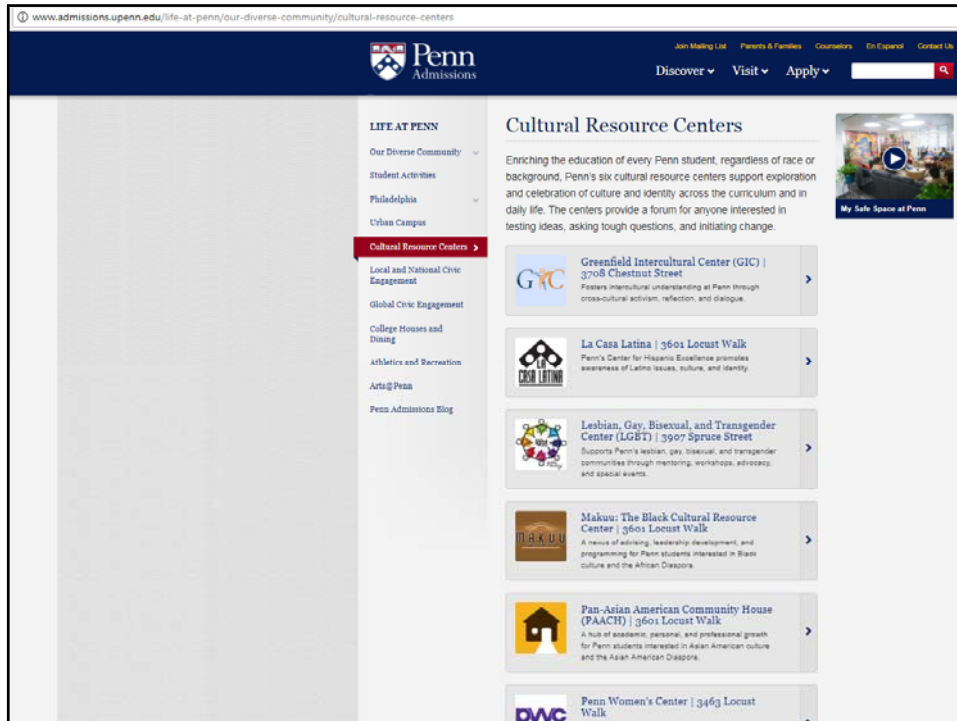 www.admissions.upenn.edu/life-at-penn/our-diverse-community/cultural-resource-centers
Penn
Admissions
Join Mailing List Parents & Families Counselors En Espanol Contact Us
Discover Visit Apply
LIFE AT PENN
Our Diverse Community
Student Activities
Philadelphia
Urban Campus
Cultural Resource Centers
Local and National Civic
Engagement
Global Civic Engagement
College Houses and
Dining
Athletics and Recreation
Arts@Penn
Penn Admissions Blog
Cultural Resource Centers
Enriching the education of every Penn student, regardless of race or
background, Penn's six cultural resource centers support exploration
and celebration of culture and identity across the curriculum and in
daily life. The centers provide a forum for anyone interested in
testing ideas, asking tough questions, and initiating change.
My Safe Space at Penn
GIC
Greenfield Intercultural Center (GIC) |
3708 Chestnut Street
Fosters intercultural understanding at Penn through
cross-cultural activism, reflection, and dialogue.
LA
CASA LATINA
La Casa Latina | 3601 Locust Walk
Penn's Center for Hispanic Excellence promotes
awareness of Latino issues, culture, and identity.
Lesbian, Gay, Bisexual, and Transgender
Center (LGBT) | 3907 Spruce Street
Supports Penn's lesbian, gay, bisexual, and transgender
communities through mentoring, workshops, advocacy,
and special events.
MAKUU
Makuu: The Black Cultural Resource
Center | 3601 Locust Walk
A nexus of advising, leadership development, and
programming for Penn students interested in Black
culture and the African Diaspora.
Pan-Asian American Community House
(PAACH) | 3601 Locust Walk
A hub of academic, personal, and professional growth
for Penn students interested in Asian American culture
and the Asian American Diaspora.
pwc
Penn Women's Center | 3463 Locust
Walk